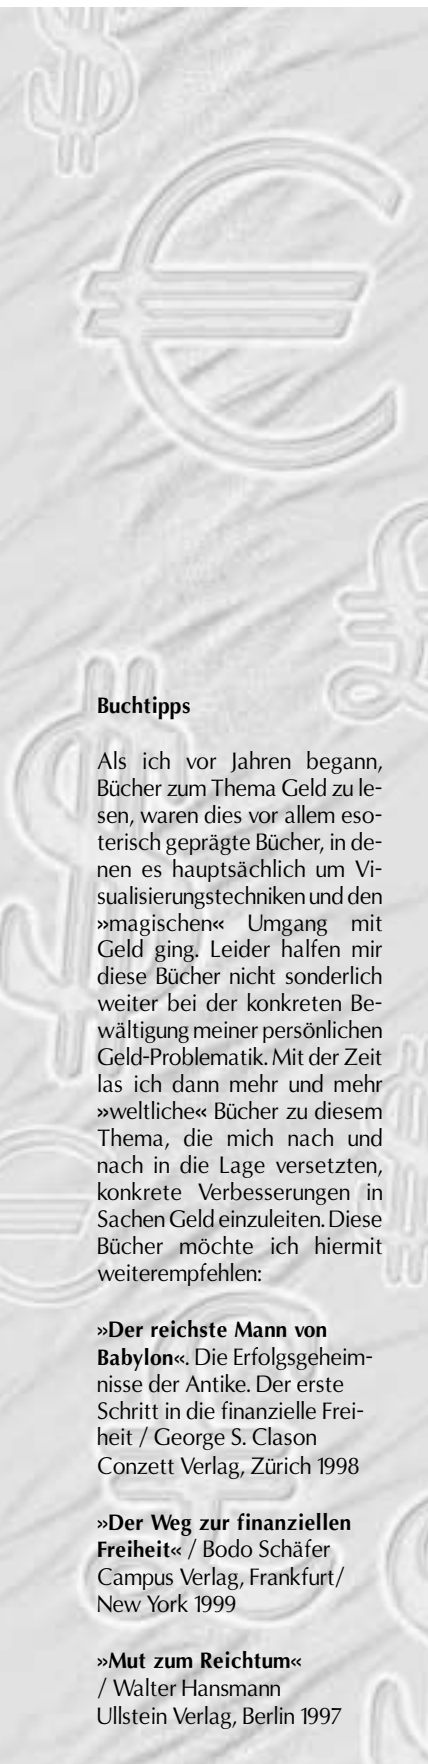 Buchtipps
Als ich vor Jahren begann,
Bücher zum Thema Geld zu le-
sen, waren dies vor allem eso-
terisch geprägte Bücher, in de-
nen es hauptsächlich um Vi-
sualisierungstechniken und den
»magischen« Umgang mit
Geld ging. Leider halfen mir
diese Bücher nicht sonderlich
weiter bei der konkreten Be-
wältigung meiner persönlichen
Geld-Problematik. Mit der Zeit
las ich dann mehr und mehr
»weltliche« Bücher zu diesem
Thema, die mich nach und
nach in die Lage versetzten,
konkrete Verbesserungen in
Sachen Geld einzuleiten. Diese
Bücher möchte ich hiermit
weiterempfehlen:
»Der reichste Mann von
Babylon«. Die Erfolgsgeheim-
nisse der Antike. Der erste
Schritt in die finanzielle Frei-
heit / George S. Clason
Conzett Verlag, Zürich 1998
»Der Weg zur finanziellen
Freiheit« / Bodo Schäfer
Campus Verlag, Frankfurt/
New York 1999
»Mut zum Reichtum«
/ Walter Hansmann
Ullstein Verlag, Berlin 1997